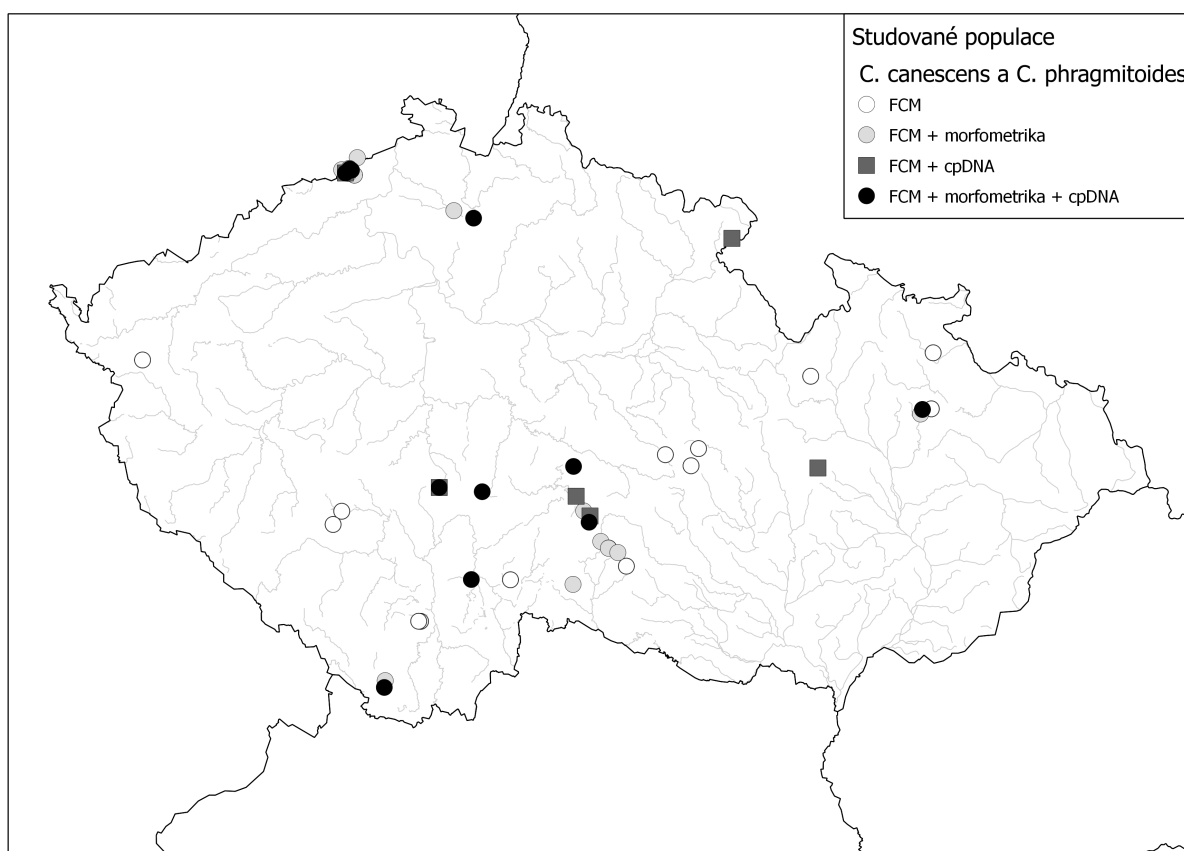 Studované populace
C. canescens a C. phragmitoides
FCM
FCM + morfometrika
FCM + cpDNA
FCM + morfometrika + cpDNA